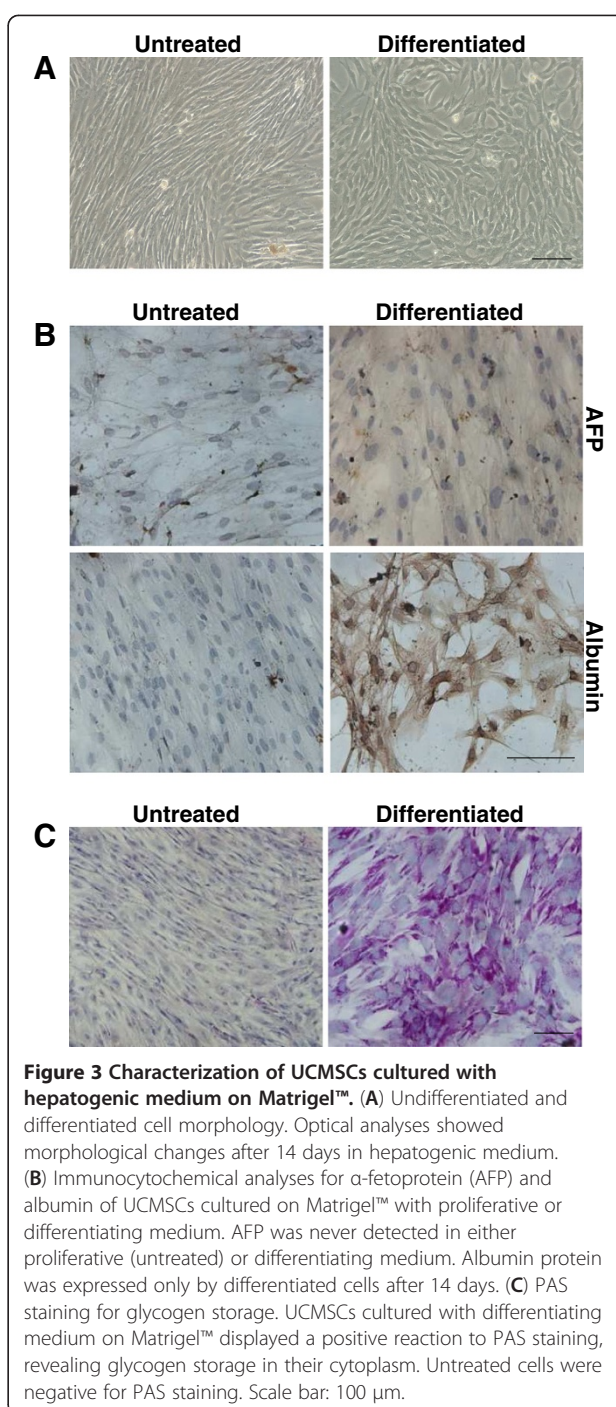 Untreated Differentiated
A
Untreated Differentiated
B
AFP
Albumin
Untreated Differentiated
C
Figure 3 Characterization of UCMSCs cultured with
hepatogenic medium on Matrigel™. (A) Undifferentiated and
differentiated cell morphology. Optical analyses showed
morphological changes after 14 days in hepatogenic medium.
(B) Immunocytochemical analyses for α-fetoprotein (AFP) and
albumin of UCMSCs cultured on Matrigel™ with proliferative or
differentiating medium. AFP was never detected in either
proliferative (untreated) or differentiating medium. Albumin protein
was expressed only by differentiated cells after 14 days. (C) PAS
staining for glycogen storage. UCMSCs cultured with differentiating
medium on Matrigel™ displayed a positive reaction to PAS staining,
revealing glycogen storage in their cytoplasm. Untreated cells were
negative for PAS staining. Scale bar: 100 μm.